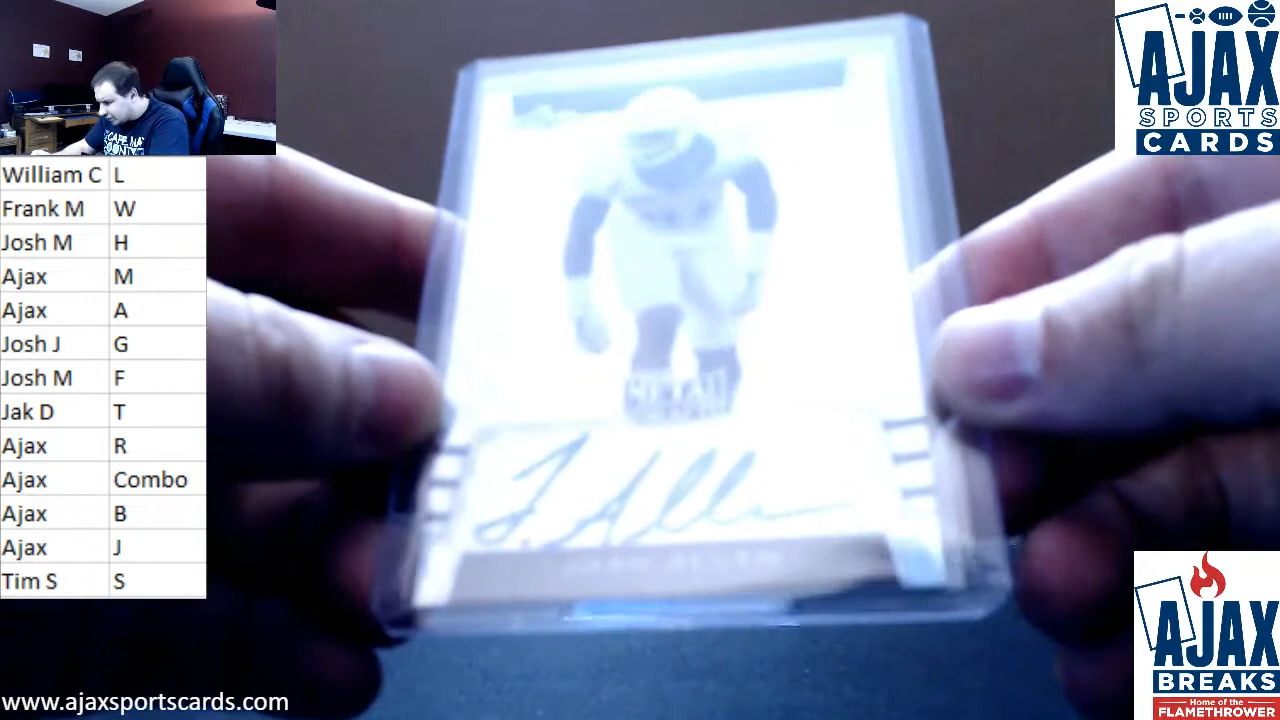 William C L
Frank M W
Josh M H
Ajax M
Ajax A
Josh J G
Josh M F
Jak D T
Ajax R
Ajax Combo
Ajax B
Ajax J
Tim S S
www.ajaxsportscards.com
AJAX
SPORTS
CARDS
AJAX
BREAKS
Home of the
FLAMETHROWER
J. Allen